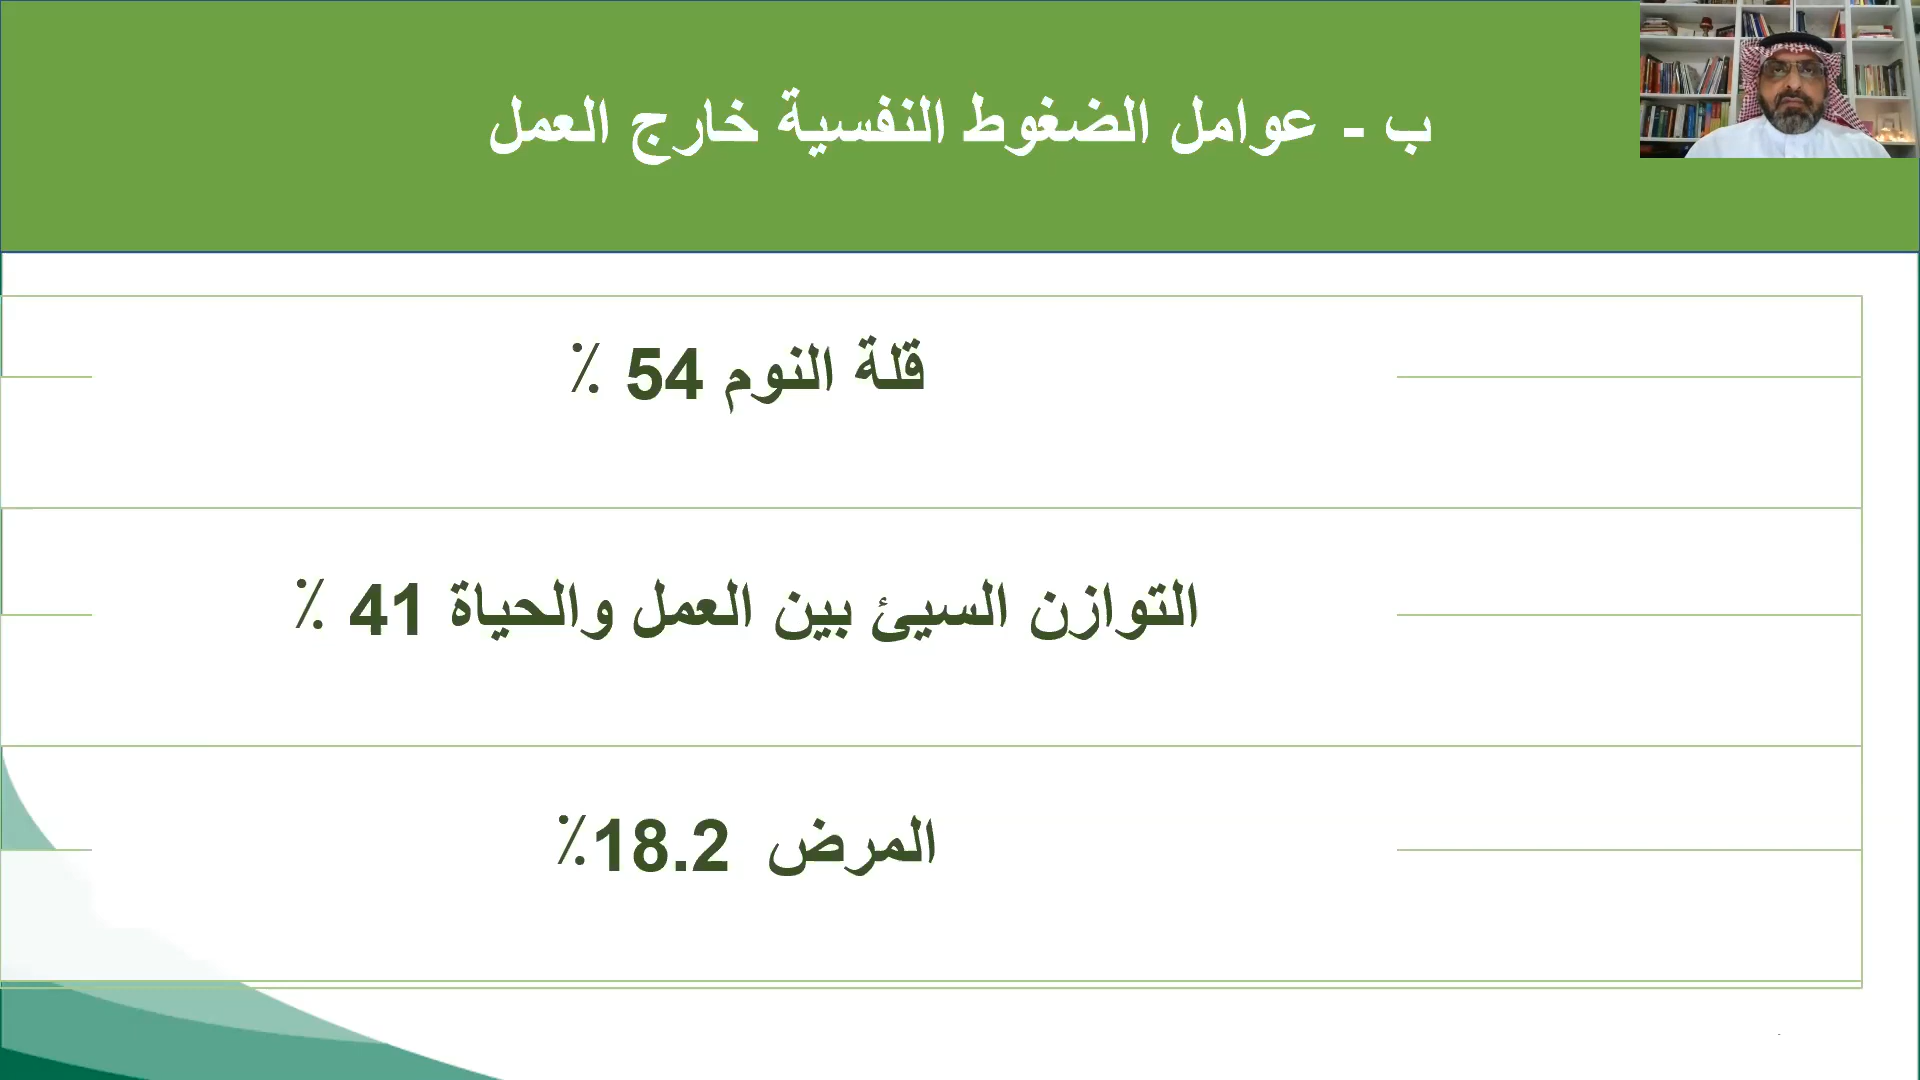 ب - عوامل الضغوط النفسية خارج العمل
قلة النوم 54 ٪
التوازن السيئ بين العمل والحياة 41 ٪
المرض 18.2٪